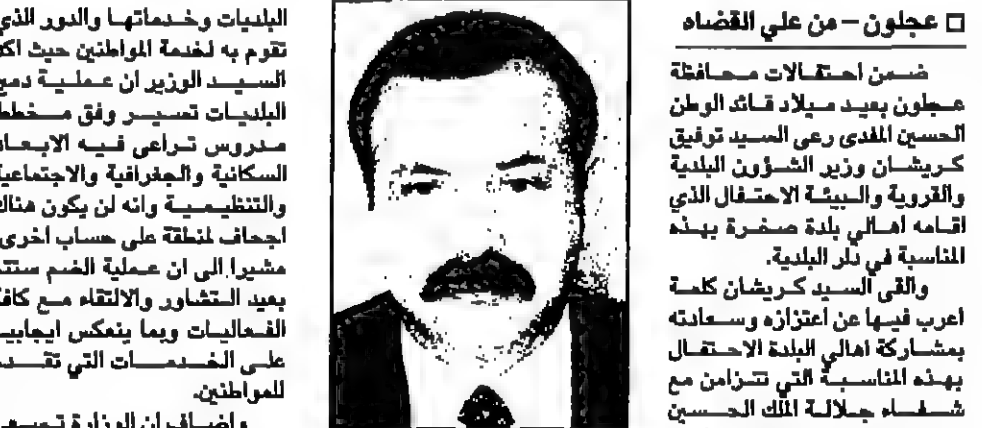 □ عجلون – من علي القضاه
ضمن احتفالات محافظة
عجلون بعيد ميلاد قائد الوطن
الحسين المفدى رعى السيد توفيق
كريشان وزير الشؤون البلدية
والقروية والبيئة الاحتفال الذي
اقامه اهالي بلدة صخرة بهذه
المناسبة في دار البلدية.
والقى السيد كريشان كلمة
اعرب فيها عن اعتزازه وسعادته
بمشاركة اهالي البلدة الاحتفال
بهذه المناسبة التي تتزامن مع
شفاء جلالة الملك الحسين
البلديات وخدماتها والدور الذي
تقوم به لخدمة المواطنين حيث
السيد الوزير ان عملية دمج
البلديات تسير وفق مخطط
مدروس تراعى فيه
السكانية والجغرافية والاجتماعية
والتنظيمية وانه لن يكون هناك
اجحاف لمنطقة على حساب اخرى
مشيرا الى ان عملية الضم ستتم
بعيد التشاور والالتقاء مع كافة
الفعاليات وبما ينعكس ايجابيا
على الخدمات التي
للمواطنين.
واضاف ان الوزارة